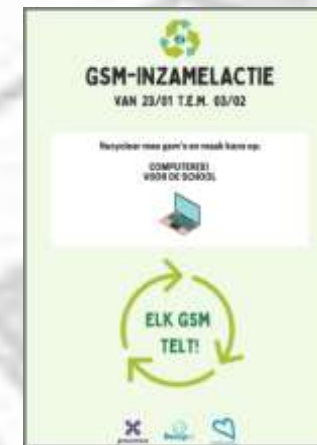 GSM-INZAMELACTIE
VAN 23/01 T.E.M. 03/02
Recycleer mee gsm's en maak kans op:
COMPUTERS!
VOOR DE SCHOOL
ELK GSM
TELT!